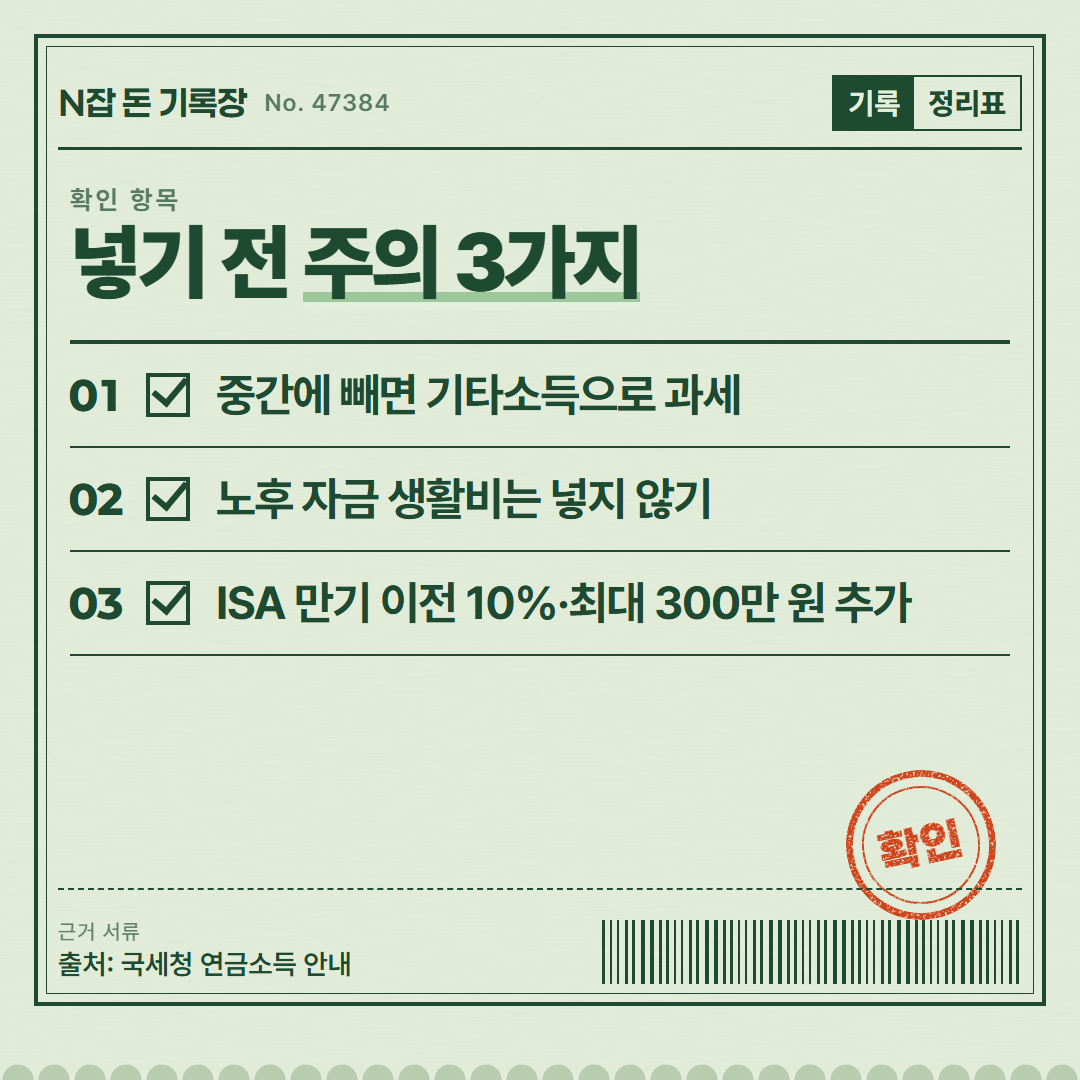 N잡 돈 기록장 No. 47384
기록 정리표
확인 항목
넣기 전 주의 3가지
01 중간에 빼면 기타소득으로 과세
02 노후 자금 생활비는 넣지 않기
03 ISA 만기 이전 10%·최대 300만 원 추가
확인
근거 서류
출처: 국세청 연금소득 안내